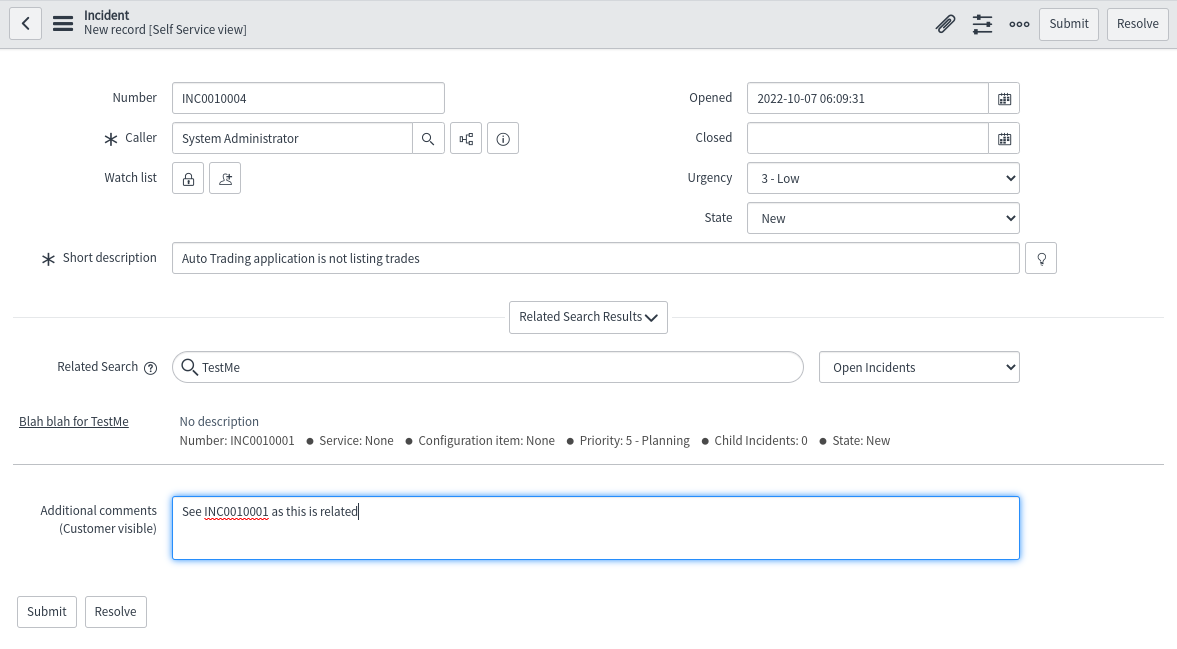 Incident
New record [Self Service view]
Submit
Resolve
Number
INC0010004
Opened
2022-10-07 06:09:31
Caller
System Administrator
Closed
Watch list
Urgency
3 - Low
State
New
Short description
Auto Trading application is not listing trades
Related Search Results
Related Search
TestMe
Open Incidents
Blah blah for TestMe
No description
Number: INC0010001 ● Service: None ● Configuration item: None ● Priority: 5 - Planning ● Child Incidents: 0 ● State: New
Additional comments
(Customer visible)
See INC0010001 as this is related
Submit
Resolve